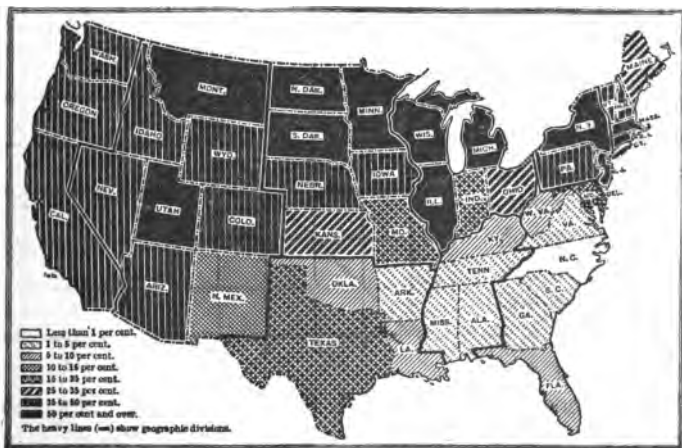 WASH.
MONT.
N. DAK.
MINN.
MAINE
OREGON
IDAHO
S. DAK.
WIS.
MICH.
N.Y.
MASS.
WYO.
NEBR.
IOWA
PA.
NEV.
UTAH
COLO.
ILL.
IND.
OHIO
DEL.
CAL.
KANS.
MO.
W. VA.
VA.
KY.
ARIZ.
N. MEX.
OKLA.
ARK.
TENN.
N. C.
S. C.
TEXAS
LA.
MISS.
ALA.
GA.
FLA.
Less than 1 per cent.
1 to 5 per cent.
5 to 10 per cent.
10 to 15 per cent.
15 to 25 per cent.
25 to 35 per cent.
35 to 50 per cent.
50 per cent and over.
The heavy lines (▬) show geographic divisions.